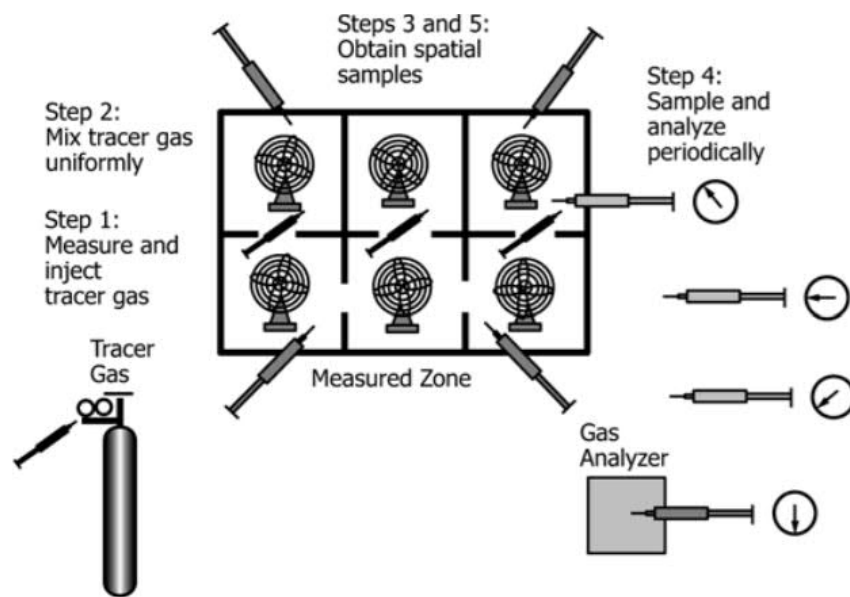 Steps 3 and 5:
Obtain spatial
samples
Step 4:
Sample and
analyze
periodically
Step 2:
Mix tracer gas
uniformly
Step 1:
Measure and
inject
tracer gas
Tracer
Gas
Measured Zone
Gas
Analyzer